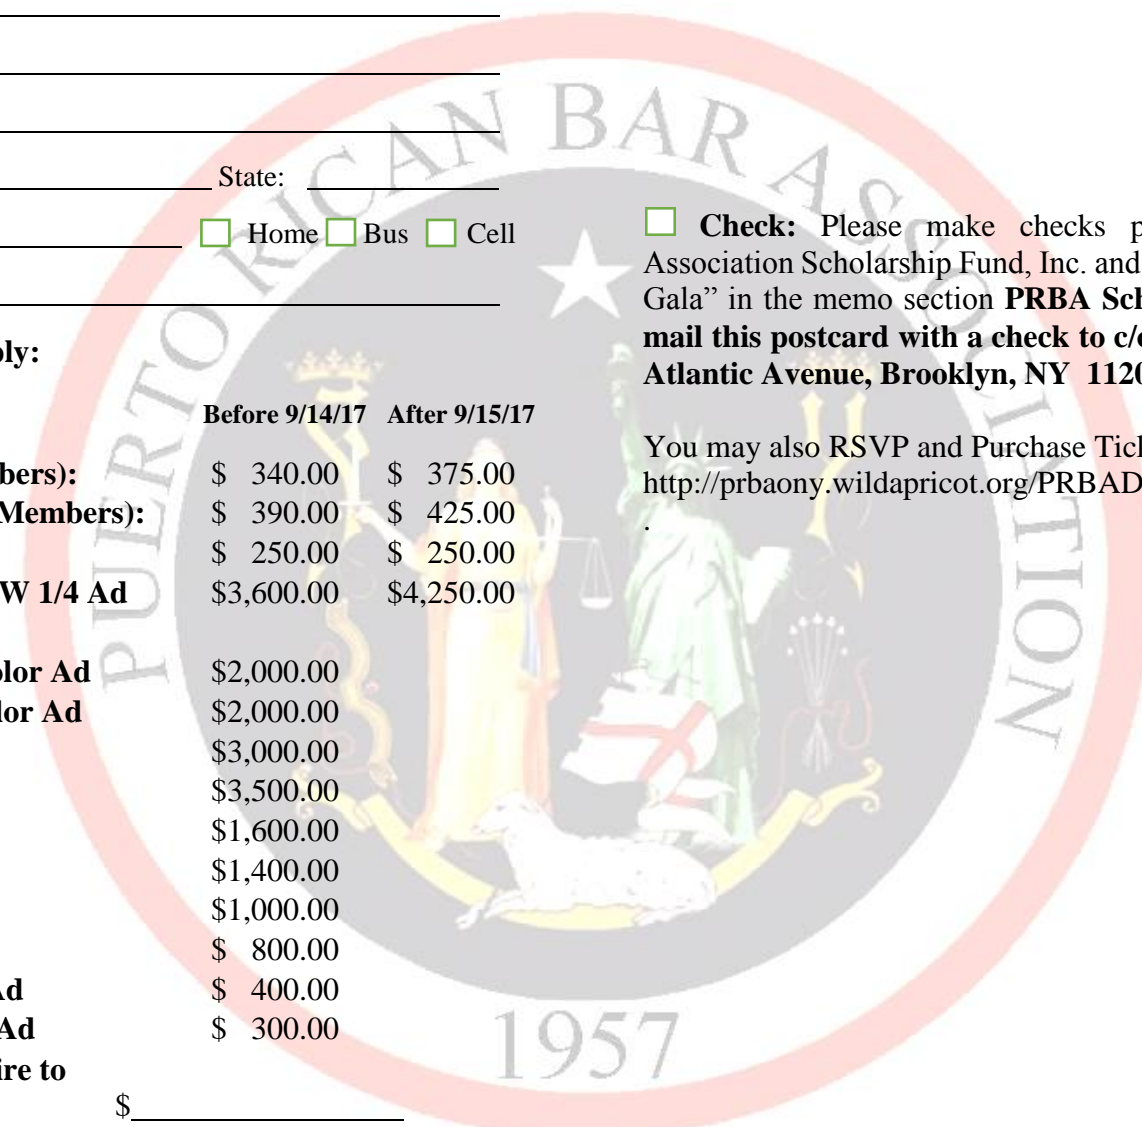 State:
Home Bus Cell
ply:
Before 9/14/17 After 9/15/17
bers): $ 340.00 $ 375.00
Members): $ 390.00 $ 425.00
$ 250.00 $ 250.00
W 1/4 Ad $3,600.00 $4,250.00
olor Ad $2,000.00
lor Ad $2,000.00
$3,000.00
$3,500.00
$1,600.00
$1,400.00
$1,000.00
$ 800.00
Ad $ 400.00
Ad $ 300.00
ire to
$
Check: Please make checks p
Association Scholarship Fund, Inc. and
Gala” in the memo section PRBA Sch
mail this postcard with a check to c/o
Atlantic Avenue, Brooklyn, NY 1120
You may also RSVP and Purchase Tick
http://prbaony.wildapricot.org/PRBAD
.
PUERTO RICAN BAR ASSOCIATION
1957